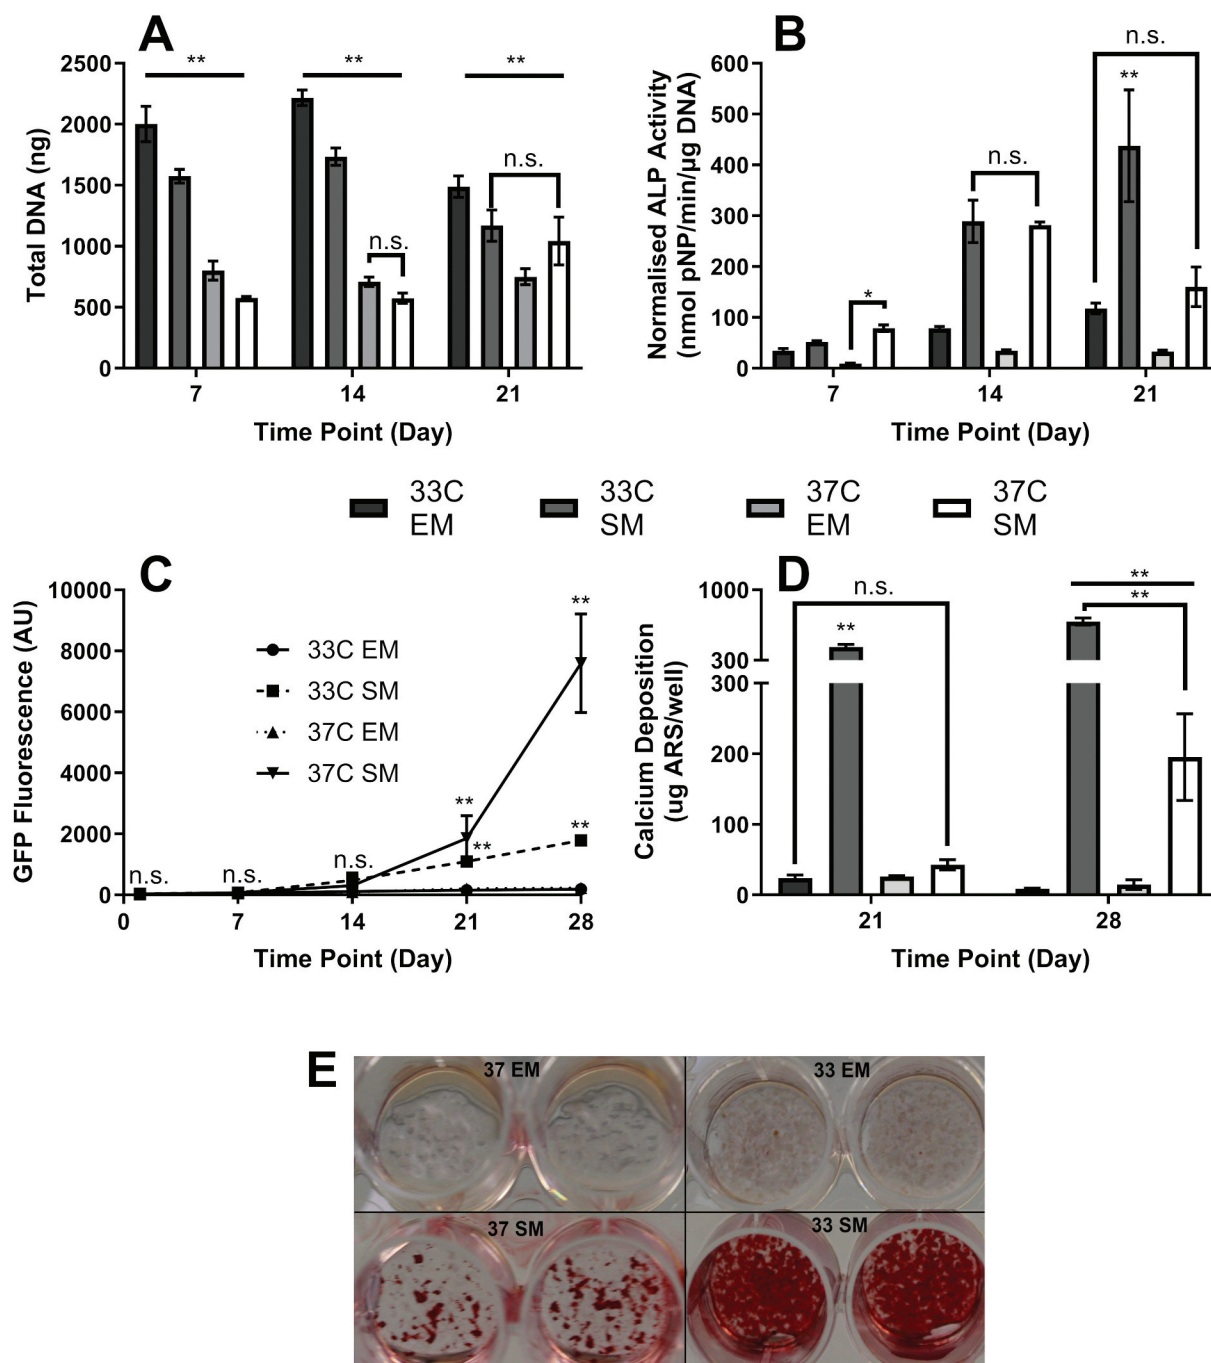 A
Total DNA (ng)
2500
2000
1500
1000
500
0
**
**
**
n.s.
n.s.
7
14
21
Time Point (Day)
B
Normalised ALP Activity
(nmol pNP/min/µg DNA)
600
500
400
300
200
100
0
*
n.s.
n.s.
**
7
14
21
Time Point (Day)
33C
EM
33C
SM
37C
EM
37C
SM
C
GFP Fluorescence (AU)
10000
8000
6000
4000
2000
0
33C EM
33C SM
37C EM
37C SM
n.s.
n.s.
n.s.
**
**
**
**
0
7
14
21
28
Time Point (Day)
D
Calcium Deposition
(ug ARS/well)
1000
300
300
200
100
0
n.s.
**
**
**
21
28
Time Point (Day)
E
37 EM
33 EM
37 SM
33 SM